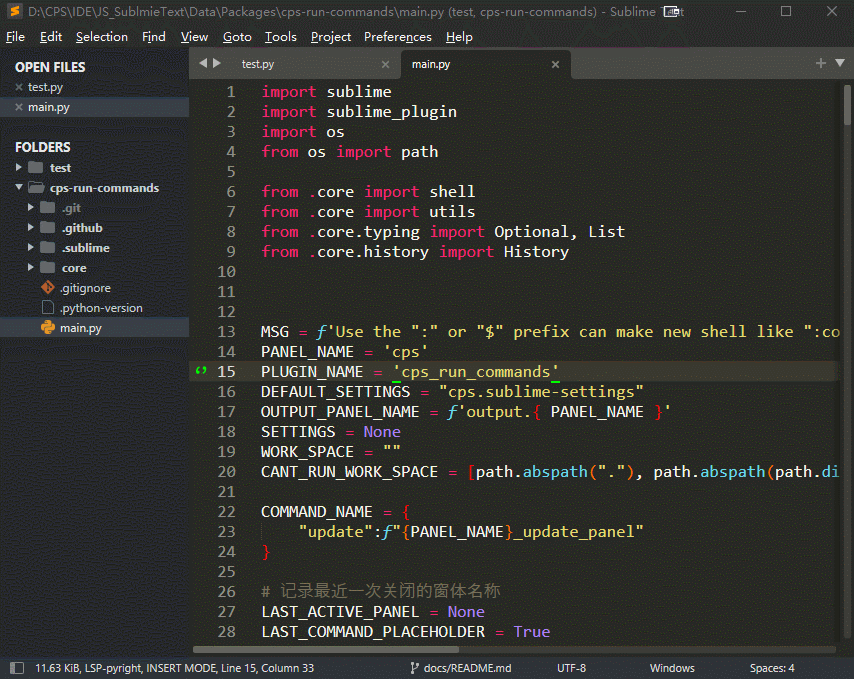 D:\CPS\IDE\JS_SublmieText\Data\Packages\cps-run-commands\main.py (test, cps-run-commands) - Sublime Text
File Edit Selection Find View Goto Tools Project Preferences Help
OPEN FILES
test.py
main.py
FOLDERS
test
cps-run-commands
.git
.github
.sublime
core
.gitignore
.python-version
main.py
test.py
main.py
1 import sublime
2 import sublime_plugin
3 import os
4 from os import path
5
6 from .core import shell
7 from .core import utils
8 from .core.typing import Optional, List
9 from .core.history import History
10
11
12
13 MSG = f'Use the ":" or "$" prefix can make new shell like ":co
14 PANEL_NAME = 'cps'
15 PLUGIN_NAME = 'cps_run_commands'
16 DEFAULT_SETTINGS = "cps.sublime-settings"
17 OUTPUT_PANEL_NAME = f'output.{ PANEL_NAME }'
18 SETTINGS = None
19 WORK_SPACE = ""
20 CANT_RUN_WORK_SPACE = [path.abspath("."), path.abspath(path.di
21
22 COMMAND_NAME = {
23 "update":f"{PANEL_NAME}_update_panel"
24 }
25
26 # 记录最近一次关闭的窗体名称
27 LAST_ACTIVE_PANEL = None
28 LAST_COMMAND_PLACEHOLDER = True
11.63 KiB, LSP-pyright, INSERT MODE, Line 15, Column 33
docs/README.md
UTF-8
Windows
Spaces: 4